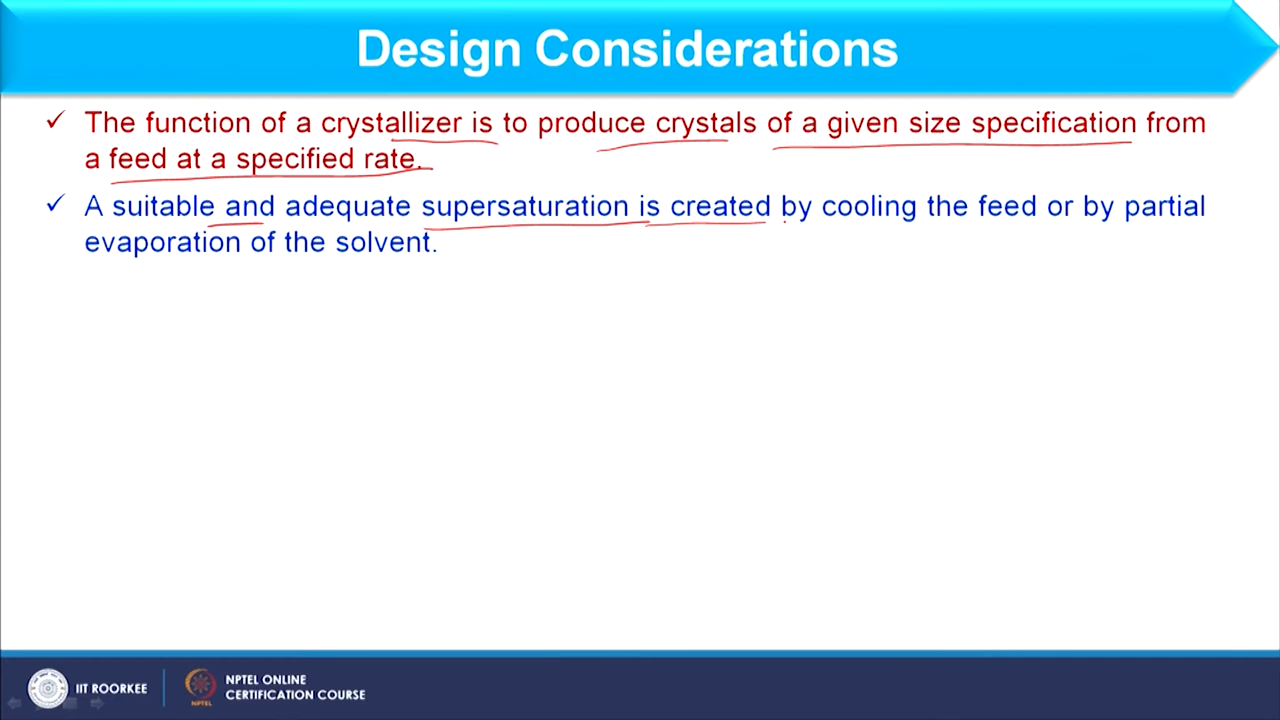 Design Considerations
✓ The function of a crystallizer is to produce crystals of a given size specification from
a feed at a specified rate.
✓ A suitable and adequate supersaturation is created by cooling the feed or by partial
evaporation of the solvent.
IIT ROORKEE
NPTEL ONLINE
CERTIFICATION COURSE
NPTEL